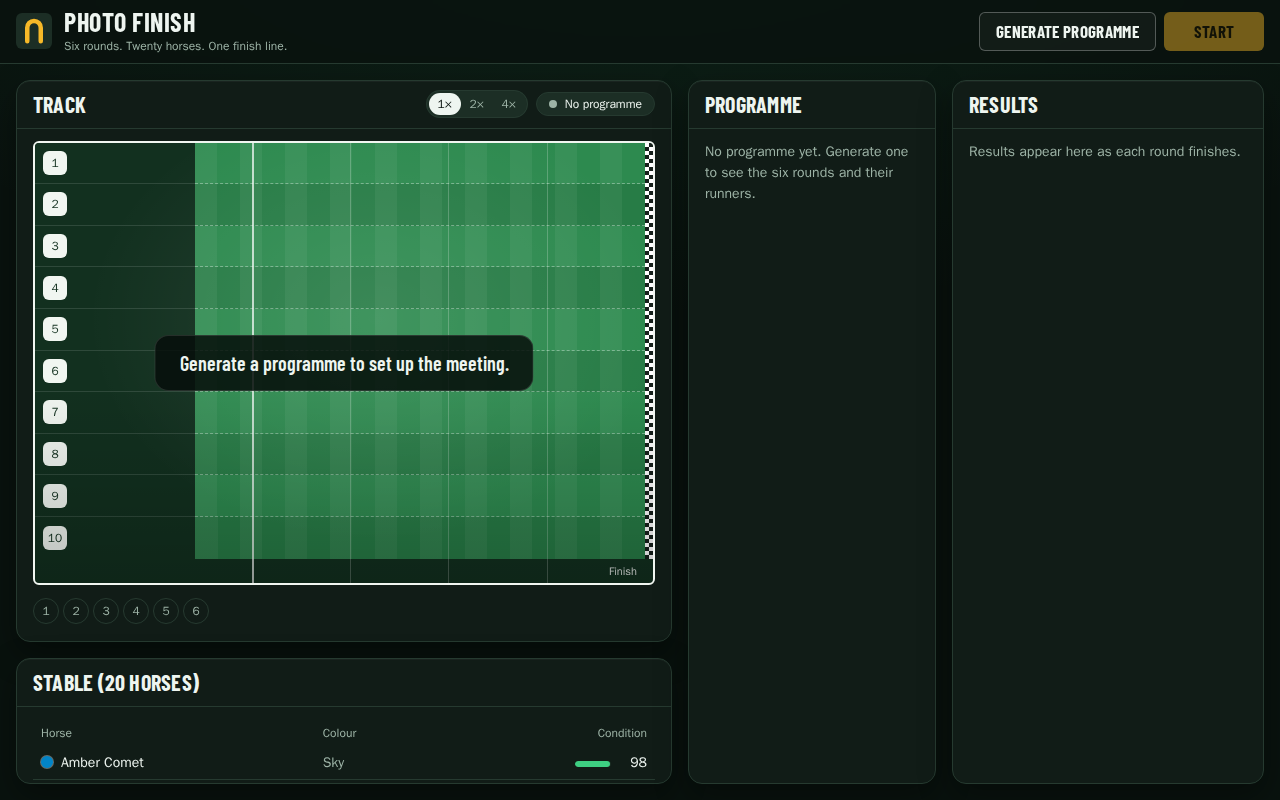 PHOTO FINISH
Six rounds. Twenty horses. One finish line.
GENERATE PROGRAMME
START
TRACK
1×
2×
4×
No programme
1
2
3
4
5
6
7
8
9
10
Generate a programme to set up the meeting.
Finish
1 2 3 4 5 6
STABLE (20 HORSES)
Horse Colour Condition
Amber Comet Sky 98
PROGRAMME
No programme yet. Generate one
to see the six rounds and their
runners.
RESULTS
Results appear here as each round finishes.